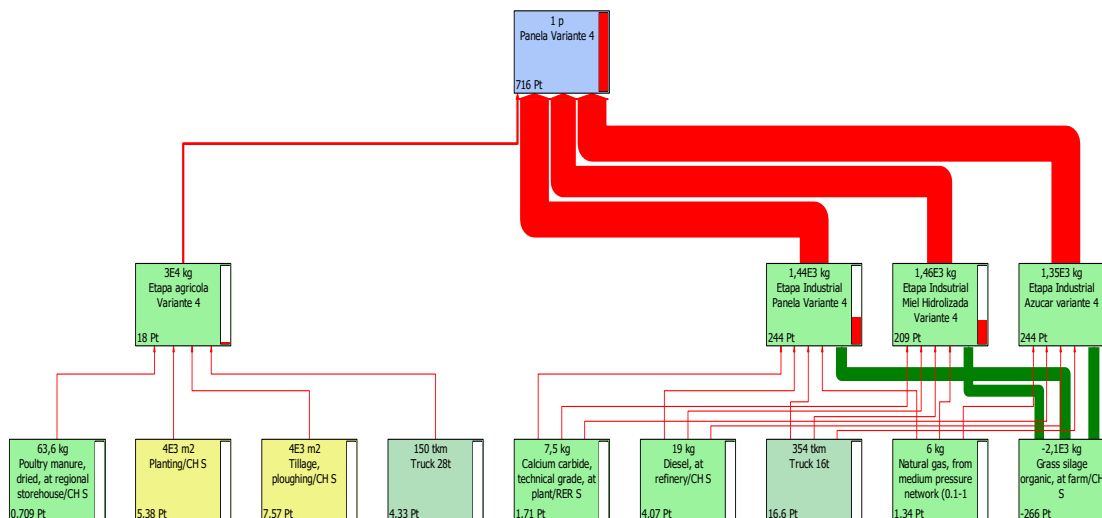 1 p
Panela Variante 4
716 Pt
3E4 kg
Etapa agricola
Variante 4
18 Pt
1,44E3 kg
Etapa Industrial
Panela Variante 4
244 Pt
1,46E3 kg
Etapa Indsutrial
Miel Hidrolizada
Variante 4
209 Pt
1,35E3 kg
Etapa Industrial
Azucar variante 4
244 Pt
63,6 kg
Poultry manure,
dried, at regional
storehouse/CH S
0,709 Pt
4E3 m2
Planting/CH S
5,38 Pt
4E3 m2
Tillage,
ploughing/CH S
7,57 Pt
150 tkm
Truck 28t
4,33 Pt
7,5 kg
Calcium carbide,
technical grade, at
plant/RER S
1,71 Pt
19 kg
Diesel, at
refinery/CH S
4,07 Pt
354 tkm
Truck 16t
16,6 Pt
6 kg
Natural gas, from
medium pressure
network (0.1-1
1,34 Pt
-2,1E3 kg
Grass silage
organic, at farm/CH
S
-266 Pt